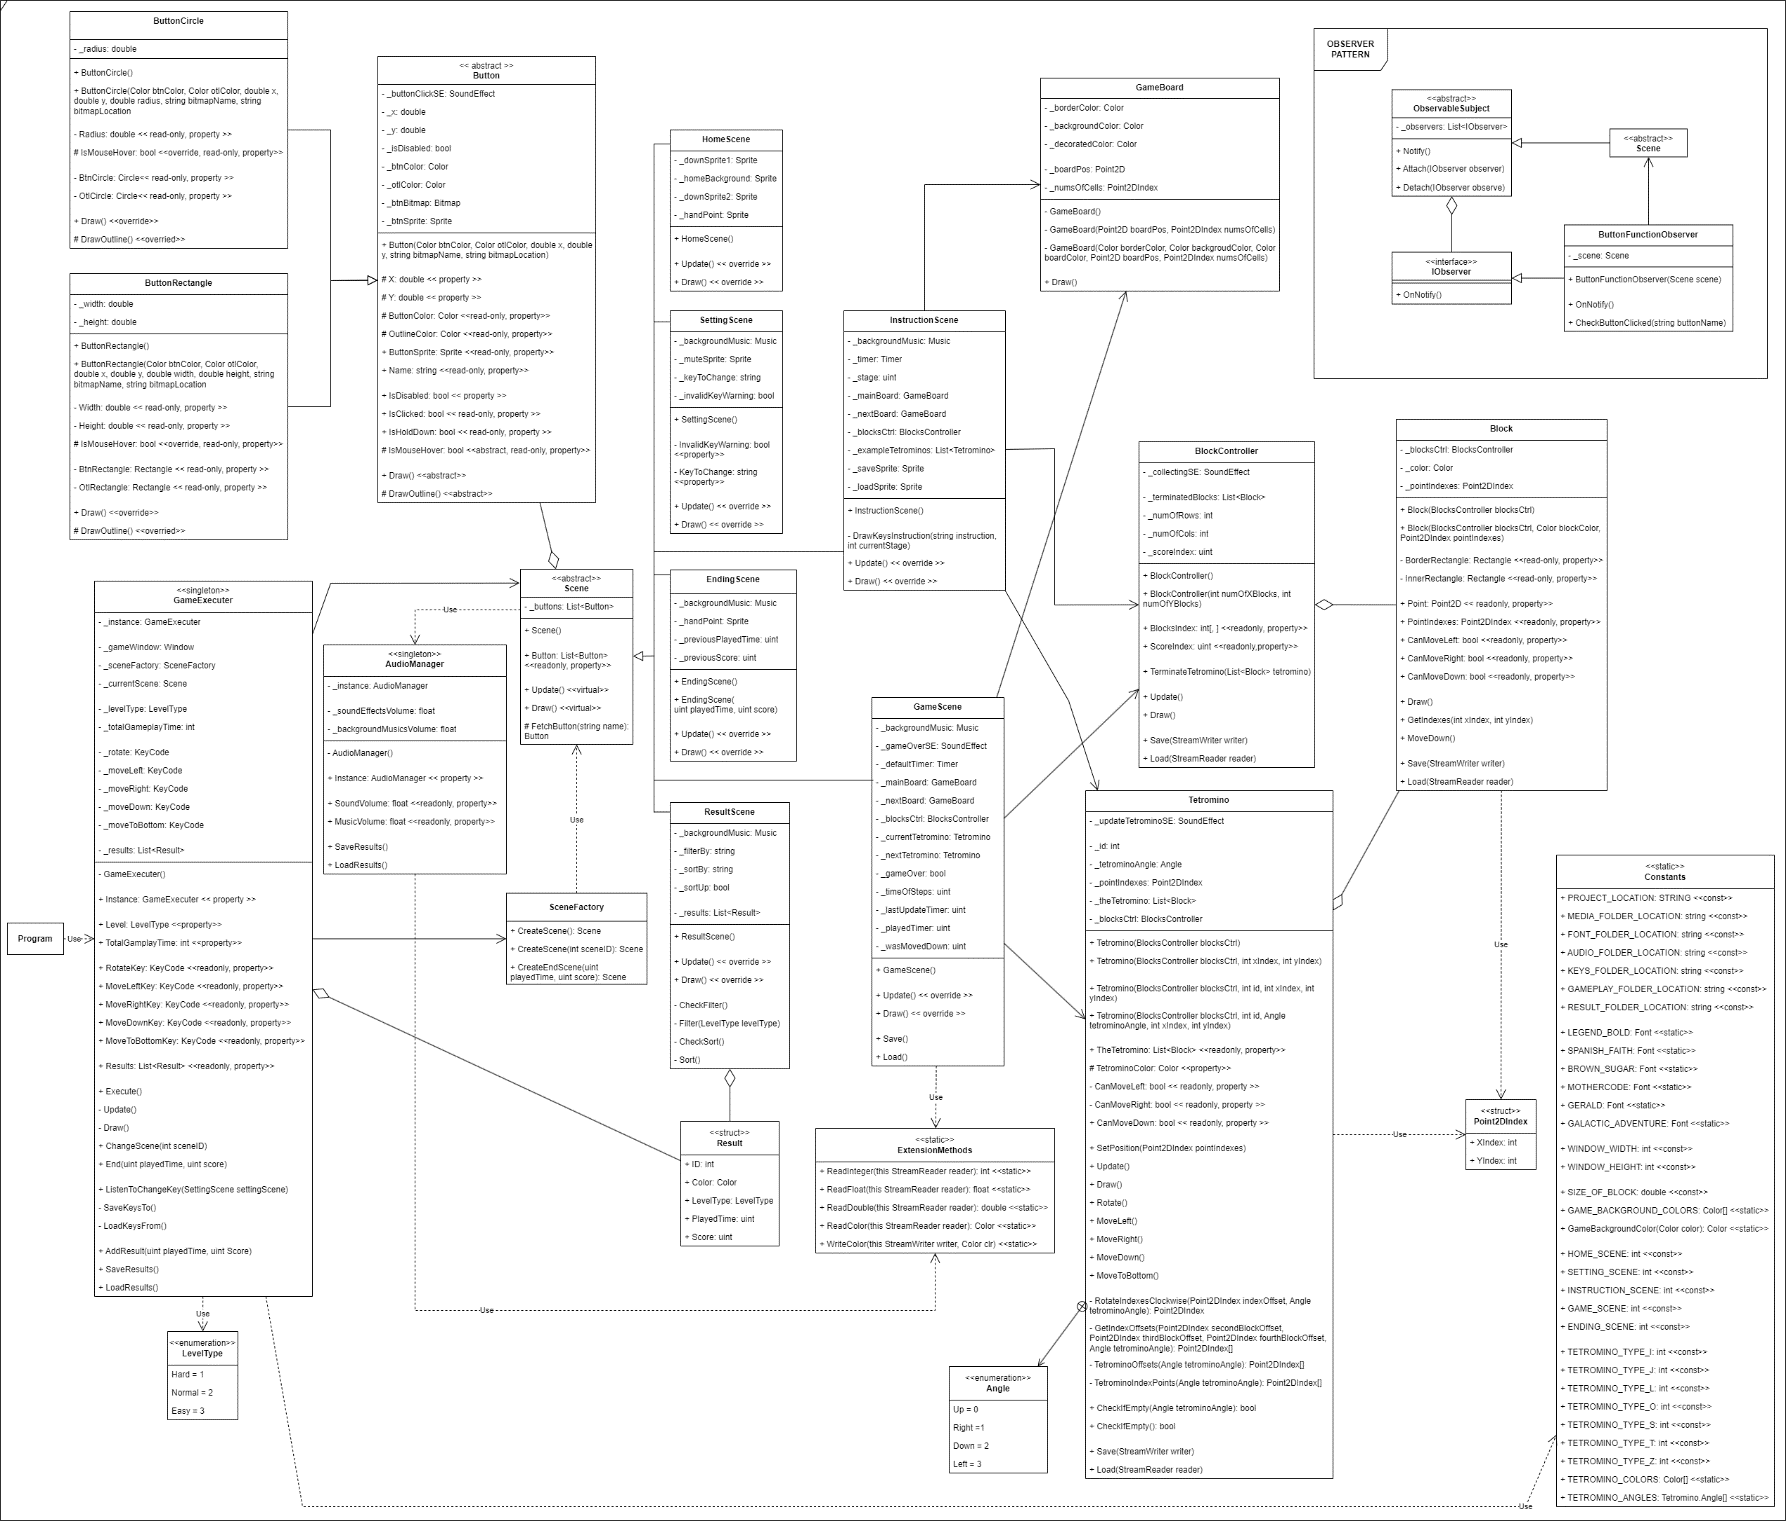 ButtonCircle
- _radius: double
+ ButtonCircle()
+ ButtonCircle(Color btnColor, Color otlColor, double x,
double y, double radius, string bitmapName, string
bitmapLocation
- Radius: double << read-only, property >>
# IsMouseHover: bool <<override, read-only, property>>
- BtnCircle: Circle<< read-only, property >>
- OtlCircle: Circle<< read-only, property >>
+ Draw() <<override>>
# DrawOutline() <<overried>>
ButtonRectangle
- _width: double
- _height: double
+ ButtonRectangle()
+ ButtonRectangle(Color btnColor, Color otlColor,
double x, double y, double width, double height, string
bitmapName, string bitmapLocation
- Width: double << read-only, property >>
- Height: double << read-only, property >>
# IsMouseHover: bool <<override, read-only, property>>
- BtnRectangle: Rectangle << read-only, property >>
- OtlRectangle: Rectangle << read-only, property >>
+ Draw() <<override>>
# DrawOutline() <<overried>>
<< abstract >>
Button
- _buttonClickSE: SoundEffect
- _x: double
- _y: double
- _isDisabled: bool
- _btnColor: Color
- _otlColor: Color
- _btnBitmap: Bitmap
- _btnSprite: Sprite
+ Button(Color btnColor, Color otlColor, double x, double
y, string bitmapName, string bitmapLocation)
# X: double << property >>
# Y: double << property >>
# ButtonColor: Color <<read-only, property>>
# OutlineColor: Color <<read-only, property>>
+ ButtonSprite: Sprite <<read-only, property>>
+ Name: string <<read-only, property>>
+ IsDisabled: bool << property >>
+ IsClicked: bool << read-only, property >>
+ IsHoldDown: bool << read-only, property >>
# IsMouseHover: bool <<abstract, read-only, property>>
+ Draw() <<abstract>>
# DrawOutline() <<abstract>>
HomeScene
- _downSprite1: Sprite
- _homeBackground: Sprite
- _downSprite2: Sprite
- _handPoint: Sprite
+ HomeScene()
+ Update() << override >>
+ Draw() << override >>
SettingScene
- _backgroundMusic: Music
- _muteSprite: Sprite
- _keyToChange: string
- _invalidKeyWarning: bool
+ SettingScene()
- InvalidKeyWarning: bool
<<property>>
- KeyToChange: string
<<property>>
+ Update() << override >>
+ Draw() << override >>
EndingScene
- _backgroundMusic: Music
- _handPoint: Sprite
- _previousPlayedTime: uint
- _previousScore: uint
+ EndingScene()
+ EndingScene(
uint playedTime, uint score)
+ Update() << override >>
+ Draw() << override >>
ResultScene
- _backgroundMusic: Music
- _filterBy: string
- _sortBy: string
- _sortUp: bool
- _results: List<Result>
+ ResultScene()
+ Update() << override >>
+ Draw() << override >>
- CheckFilter()
- Filter(LevelType levelType)
- CheckSort()
- Sort()
InstructionScene
- _backgroundMusic: Music
- _timer: Timer
- _stage: uint
- _mainBoard: GameBoard
- _nextBoard: GameBoard
- _blocksCtrl: BlocksController
- _exampleTetrominos: List<Tetromino>
- _saveSprite: Sprite
- _loadSprite: Sprite
+ InstructionScene()
- DrawKeysInstruction(string instruction,
int currentStage)
+ Update() << override >>
+ Draw() << override >>
GameScene
- _backgroundMusic: Music
- _gameOverSE: SoundEffect
- _defaultTimer: Timer
- _mainBoard: GameBoard
- _nextBoard: GameBoard
- _blocksCtrl: BlocksController
- _currentTetromino: Tetromino
- _nextTetromino: Tetromino
- _gameOver: bool
- _timeOfSteps: uint
- _lastUpdateTimer: uint
- _playedTimer: uint
- _wasMovedDown: uint
+ GameScene()
+ Update() << override >>
+ Draw() << override >>
+ Save()
+ Load()
Use
GameBoard
- _borderColor: Color
- _backgroundColor: Color
- _decoratedColor: Color
- _boardPos: Point2D
- _numsOfCells: Point2DIndex
- GameBoard()
- GameBoard(Point2D boardPos, Point2DIndex numsOfCells)
- GameBoard(Color borderColor, Color backgroudColor, Color
boardColor, Point2D boardPos, Point2DIndex numsOfCells)
+ Draw()
OBSERVER
PATTERN
<<abstract>>
ObservableSubject
- _observers: List<IObserver>
+ Notify()
+ Attach(IObserver observer)
+ Detach(IObserver observe)
<<abstract>>
Scene
<<interface>>
IObserver
+ OnNotify()
ButtonFunctionObserver
- _scene: Scene
+ ButtonFunctionObserver(Scene scene)
+ OnNotify()
+ CheckButtonClicked(string buttonName)
BlockController
- _collectingSE: SoundEffect
- _terminatedBlocks: List<Block>
- _numOfRows: int
- _numOfCols: int
- _scoreIndex: uint
+ BlockController()
+ BlockController(int numOfXBlocks, int
numOfYBlocks)
+ BlocksIndex: int[, ] <<readonly, property>>
+ ScoreIndex: uint <<readonly,property>>
+ TerminateTetromino(List<Block> tetromino)
+ Update()
+ Draw()
+ Save(StreamWriter writer)
+ Load(StreamReader reader)
Block
- _blocksCtrl: BlocksController
- _color: Color
- _pointIndexes: Point2DIndex
+ Block(BlocksController blocksCtrl)
+ Block(BlocksController blocksCtrl, Color blockColor,
Point2DIndex pointIndexes)
- BorderRectangle: Rectangle <<read-only, property>>
- InnerRectangle: Rectangle <<read-only, property>>
+ Point: Point2D << readonly, property>>
+ PointIndexes: Point2DIndex <<readonly, property>>
+ CanMoveLeft: bool <<readonly, property>>
+ CanMoveRight: bool <<readonly, property>>
+ CanMoveDown: bool <<readonly, property>>
+ Draw()
+ GetIndexes(int xIndex, int yIndex)
+ MoveDown()
+ Save(StreamWriter writer)
+ Load(StreamReader reader)
Use
<<singleton>>
GameExecuter
- _instance: GameExecuter
- _gameWindow: Window
- _sceneFactory: SceneFactory
- _currentScene: Scene
- _levelType: LevelType
- _totalGameplayTime: int
- _rotate: KeyCode
- _moveLeft: KeyCode
- _moveRight: KeyCode
- _moveDown: KeyCode
- _moveToBottom: KeyCode
- _results: List<Result>
- GameExecuter()
+ Instance: GameExecuter << property >>
+ Level: LevelType <<property>>
+ TotalGamplayTime: int <<property>>
+ RotateKey: KeyCode <<readonly, property>>
+ MoveLeftKey: KeyCode <<readonly, property>>
+ MoveRightKey: KeyCode <<readonly, property>>
+ MoveDownKey: KeyCode <<readonly, property>>
+ MoveToBottomKey: KeyCode <<readonly, property>>
+ Results: List<Result> <<readonly, property>>
+ Execute()
- Update()
- Draw()
+ ChangeScene(int sceneID)
+ End(uint playedTime, uint score)
+ ListenToChangeKey(SettingScene settingScene)
- SaveKeysTo()
- LoadKeysFrom()
+ AddResult(uint playedTime, uint Score)
+ SaveResults()
+ LoadResults()
Program
Use
Use
<<enumeration>>
LevelType
Hard = 1
Normal = 2
Easy = 3
Use
<<singleton>>
AudioManager
- _instance: AudioManager
- _soundEffectsVolume: float
- _backgroundMusicsVolume: float
- AudioManager()
+ Instance: AudioManager << property >>
+ SoundVolume: float <<readonly, property>>
+ MusicVolume: float <<readonly, property>>
+ SaveResults()
+ LoadResults()
<<abstract>>
Scene
- _buttons: List<Button>
+ Scene()
+ Button: List<Button>
<<readonly, property>>
+ Update() <<virtual>>
+ Draw() <<virtual>>
# FetchButton(string name):
Button
Use
SceneFactory
+ CreateScene(): Scene
+ CreateScene(int sceneID): Scene
+ CreateEndScene(uint
playedTime, uint score): Scene
<<struct>>
Result
+ ID: int
+ Color: Color
+ LevelType: LevelType
+ PlayedTime: uint
+ Score: uint
<<static>>
ExtensionMethods
+ ReadInteger(this StreamReader reader): int <<static>>
+ ReadFloat(this StreamReader reader): float <<static>>
+ ReadDouble(this StreamReader reader): double <<static>>
+ ReadColor(this StreamReader reader): Color <<static>>
+ WriteColor(this StreamWriter writer, Color clr) <<static>>
Use
Tetromino
- _updateTetrominoSE: SoundEffect
- _id: int
- _tetrominoAngle: Angle
- _pointIndexes: Point2DIndex
- _theTetromino: List<Block>
- _blocksCtrl: BlocksController
+ Tetromino(BlocksController blocksCtrl)
+ Tetromino(BlocksController blocksCtrl, int xIndex, int yIndex)
+ Tetromino(BlocksController blocksCtrl, int id, int xIndex, int
yIndex)
+ Tetromino(BlocksController blocksCtrl, int id, Angle
tetrominoAngle, int xIndex, int yIndex)
+ TheTetromino: List<Block> <<readonly, property>>
# TetrominoColor: Color <<property>>
- CanMoveLeft: bool << readonly, property >>
- CanMoveRight: bool << readonly, property >>
+ CanMoveDown: bool << readonly, property >>
+ SetPosition(Point2DIndex pointIndexes)
+ Update()
+ Draw()
+ Rotate()
+ MoveLeft()
+ MoveRight()
+ MoveDown()
+ MoveToBottom()
- RotateIndexesClockwise(Point2DIndex indexOffset, Angle
tetrominoAngle): Point2DIndex
- GetIndexOffsets(Point2DIndex secondBlockOffset,
Point2DIndex thirdBlockOffset, Point2DIndex fourthBlockOffset,
Angle tetrominoAngle): Point2DIndex[]
- TetrominoOffsets(Angle tetrominoAngle): Point2DIndex[]
- TetrominoIndexPoints(Angle tetrominoAngle): Point2DIndex[]
+ CheckIfEmpty(Angle tetrominoAngle): bool
+ CheckIfEmpty(): bool
+ Save(StreamWriter writer)
+ Load(StreamReader reader)
<<enumeration>>
Angle
Up = 0
Right =1
Down = 2
Left = 3
Use
<<struct>>
Point2DIndex
+ XIndex: int
+ YIndex: int
<<static>>
Constants
+ PROJECT_LOCATION: STRING <<const>>
+ MEDIA_FOLDER_LOCATION: string <<const>>
+ FONT_FOLDER_LOCATION: string <<const>>
+ AUDIO_FOLDER_LOCATION: string <<const>>
+ KEYS_FOLDER_LOCATION: string <<const>>
+ GAMEPLAY_FOLDER_LOCATION: string <<const>>
+ RESULT_FOLDER_LOCATION: string <<const>>
+ LEGEND_BOLD: Font <<static>>
+ SPANISH_FAITH: Font <<static>>
+ BROWN_SUGAR: Font <<static>>
+ MOTHERCODE: Font <<static>>
+ GERALD: Font <<static>>
+ GALACTIC_ADVENTURE: Font <<static>>
+ WINDOW_WIDTH: int <<const>>
+ WINDOW_HEIGHT: int <<const>>
+ SIZE_OF_BLOCK: double <<const>>
+ GAME_BACKGROUND_COLORS: Color[] <<static>>
+ GameBackgroundColor(Color color): Color <<static>>
+ HOME_SCENE: int <<const>>
+ SETTING_SCENE: int <<const>>
+ INSTRUCTION_SCENE: int <<const>>
+ GAME_SCENE: int <<const>>
+ ENDING_SCENE: int <<const>>
+ TETROMINO_TYPE_I: int <<const>>
+ TETROMINO_TYPE_J: int <<const>>
+ TETROMINO_TYPE_L: int <<const>>
+ TETROMINO_TYPE_O: int <<const>>
+ TETROMINO_TYPE_S: int <<const>>
+ TETROMINO_TYPE_T: int <<const>>
+ TETROMINO_TYPE_Z: int <<const>>
+ TETROMINO_COLORS: Color[] <<static>>
+ TETROMINO_ANGLES: Tetromino.Angle[] <<static>>
Use